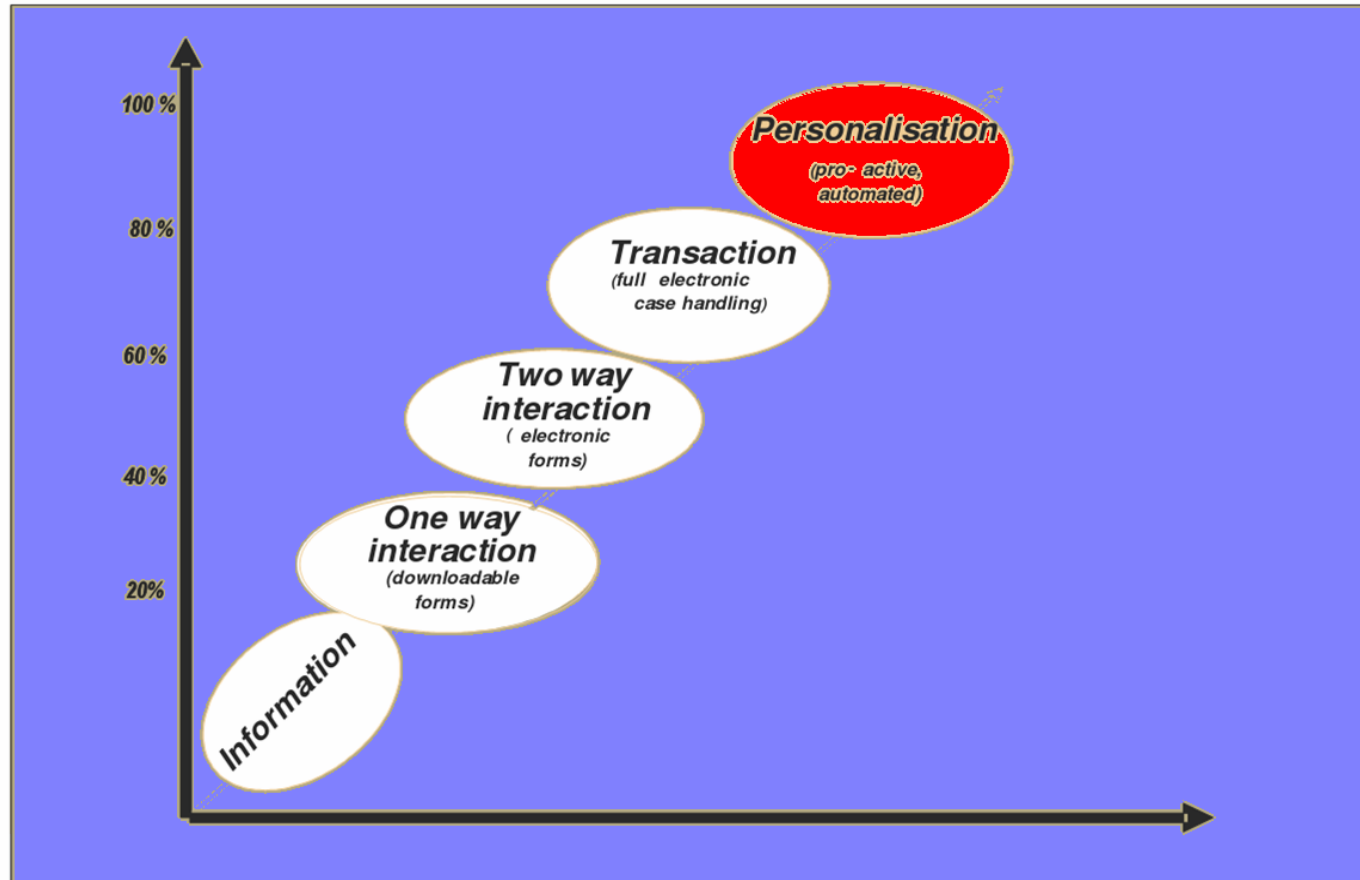 100 %
Personalisation
(pro- active,
automated)
80 %
Transaction
(full electronic
case handling)
60 %
Two way
interaction
( electronic
forms)
40 %
One way
interaction
(downloadable
forms)
20%
Information